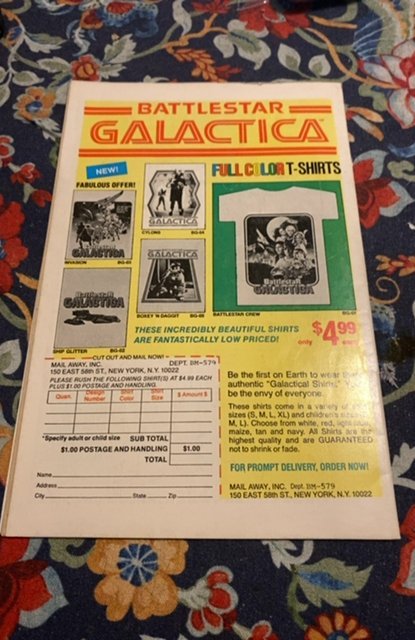 BATTLESTAR
GALACTICA
NEW!
FABULOUS OFFER!
FULL COLOR T-SHIRTS
GALACTICA
INVASION BG-03
GALACTICA
CYLONS BG-04
Battlestar
GALACTICA
SHIP GLITTER BG-02
GALACTICA
BOXEY 'N DAGGIT
Battlestar
GALACTICA
BATTLESTAR CREW
THESE INCREDIBLY BEAUTIFUL SHIRTS
ARE FANTASTICALLY LOW PRICED!
only $4.99 each
CUT OUT AND MAIL NOW!
MAIL AWAY, INC. DEPT. BM-579
150 EAST 58th ST., NEW YORK, N.Y. 10022
PLEASE RUSH THE FOLLOWING SHIRT(S) AT $4.99 EACH
PLUS $1.00 POSTAGE AND HANDLING.
Quan. Design Number Shirt Color Shirt Size $ Amount $
*Specify adult or child size SUB TOTAL
$1.00 POSTAGE AND HANDLING $1.00
TOTAL
Name
Address
City State Zip
Be the first on Earth to wear
authentic "Galactical Shirts."
be the envy of everyone.
These shirts come in a variety of
sizes (S, M, L, XL) and children's sizes
M, L). Choose from white, red, light blue,
maize, tan and navy. All Shirts are the
highest quality and are GUARANTEED
not to shrink or fade.
FOR PROMPT DELIVERY, ORDER NOW!
MAIL AWAY, INC. Dept. BM-579
150 EAST 58th ST., NEW YORK, N.Y. 10022